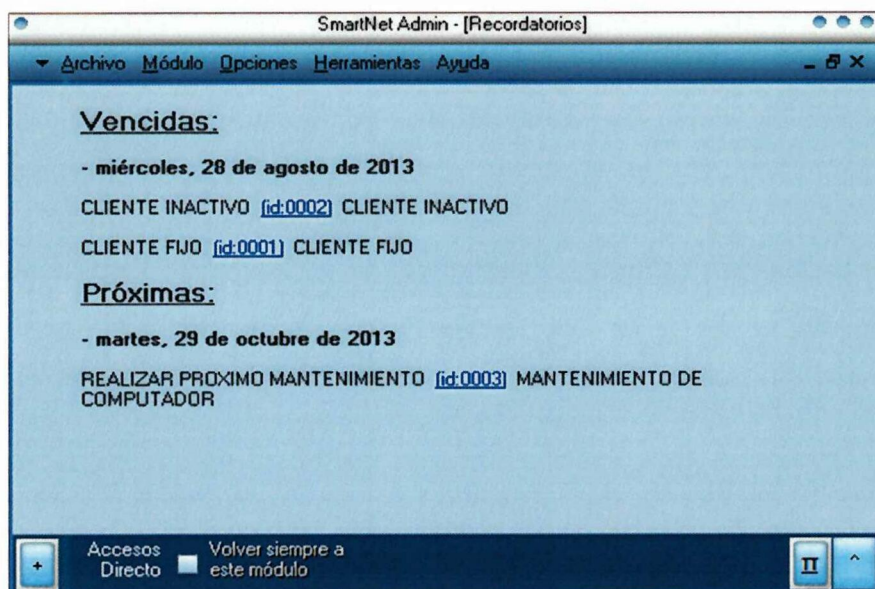 SmartNet Admin - [Recordatorios]
Archivo Módulo Opciones Herramientas Ayuda
Vencidas:
- miércoles, 28 de agosto de 2013
CLIENTE INACTIVO (id:0002) CLIENTE INACTIVO
CLIENTE FIJO (id:0001) CLIENTE FIJO
Próximas:
- martes, 29 de octubre de 2013
REALIZAR PROXIMO MANTENIMIENTO (id:0003) MANTENIMIENTO DE
COMPUTADOR
Accesos
Directo
Volver siempre a
este módulo